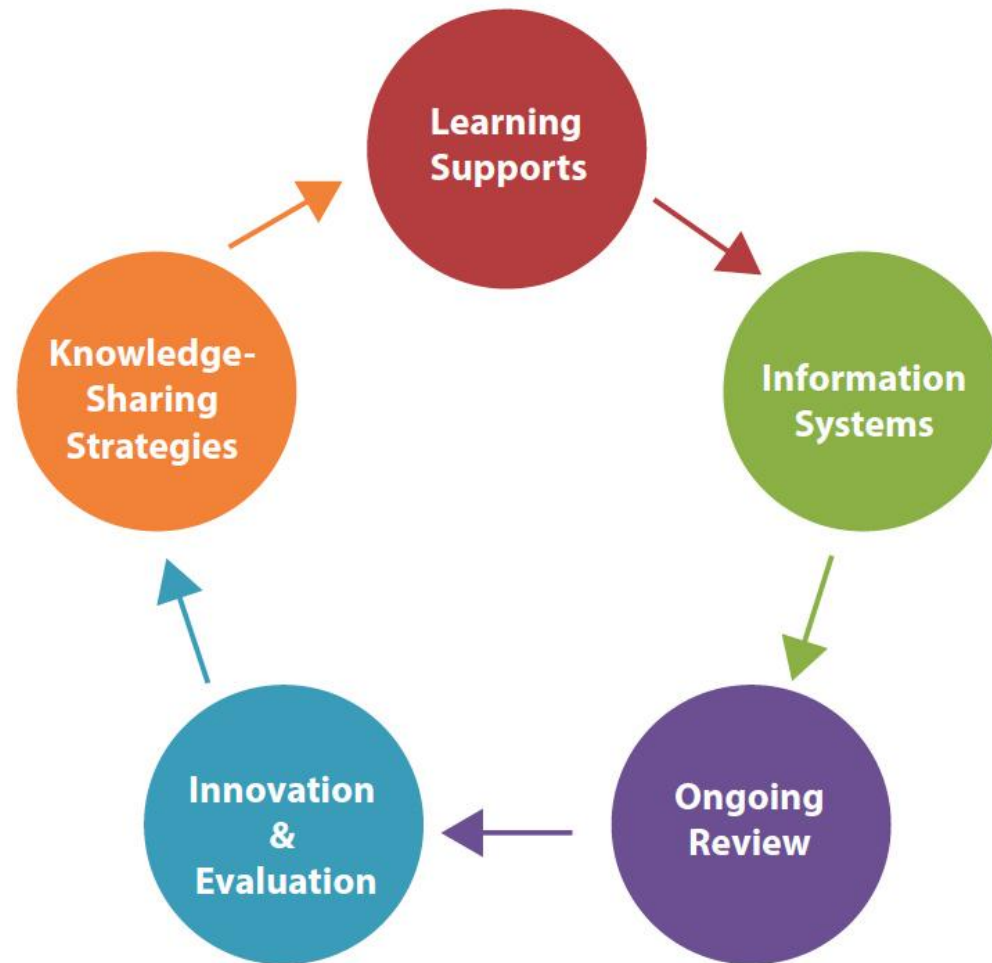 Learning
Supports
Information
Systems
Ongoing
Review
Innovation
&
Evaluation
Knowledge-
Sharing
Strategies